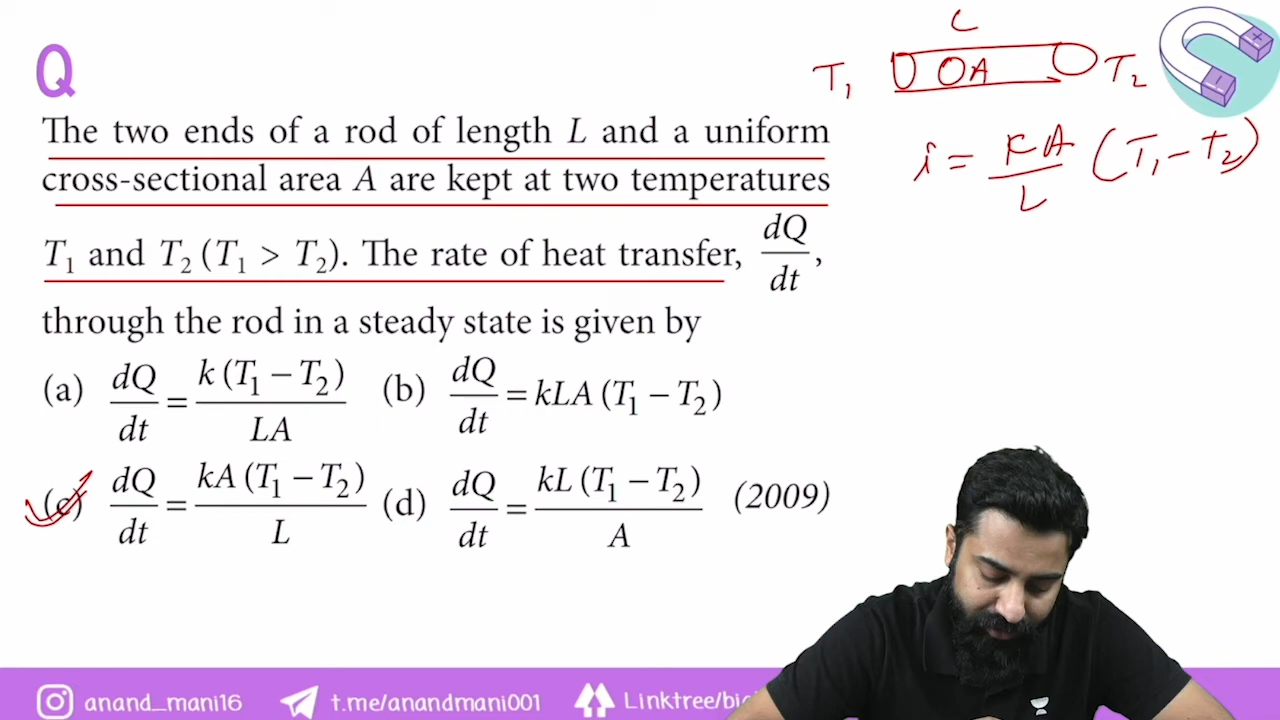 Q
The two ends of a rod of length L and a uniform
cross-sectional area A are kept at two temperatures
T₁ and T₂ (T₁ > T₂). The rate of heat transfer, dQ/dt,
through the rod in a steady state is given by
(a) dQ/dt = k(T₁ − T₂)/LA (b) dQ/dt = kLA (T₁ − T₂)
(c) dQ/dt = kA (T₁ − T₂)/L (d) dQ/dt = kL (T₁ − T₂)/A (2009)
L
T₁ A T₂
i = KA/L (T₁ − T₂)
anand_mani16 t.me/anandmani001